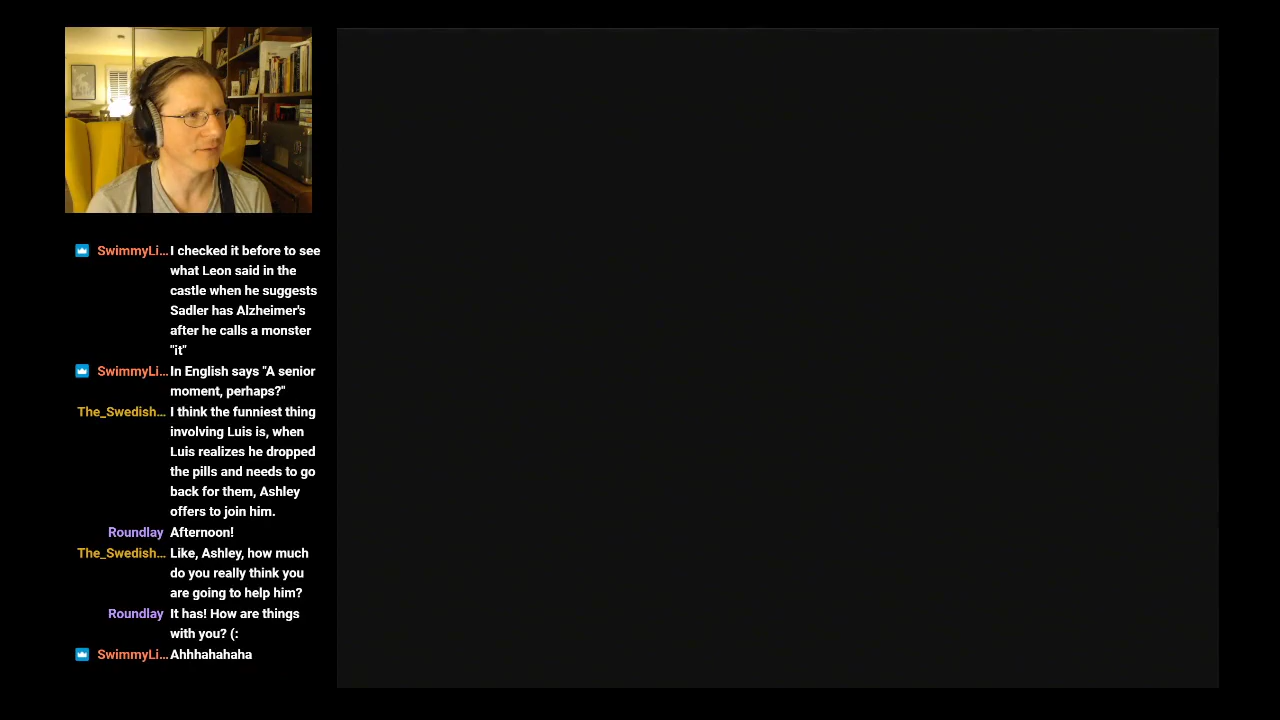 SwimmyLi... I checked it before to see
what Leon said in the
castle when he suggests
Sadler has Alzheimer's
after he calls a monster
"it"
SwimmyLi... In English says "A senior
moment, perhaps?"
The_Swedish... I think the funniest thing
involving Luis is, when
Luis realizes he dropped
the pills and needs to go
back for them, Ashley
offers to join him.
Roundlay Afternoon!
The_Swedish... Like, Ashley, how much
do you really think you
are going to help him?
Roundlay It has! How are things
with you? (:
SwimmyLi... Ahhhahahaha